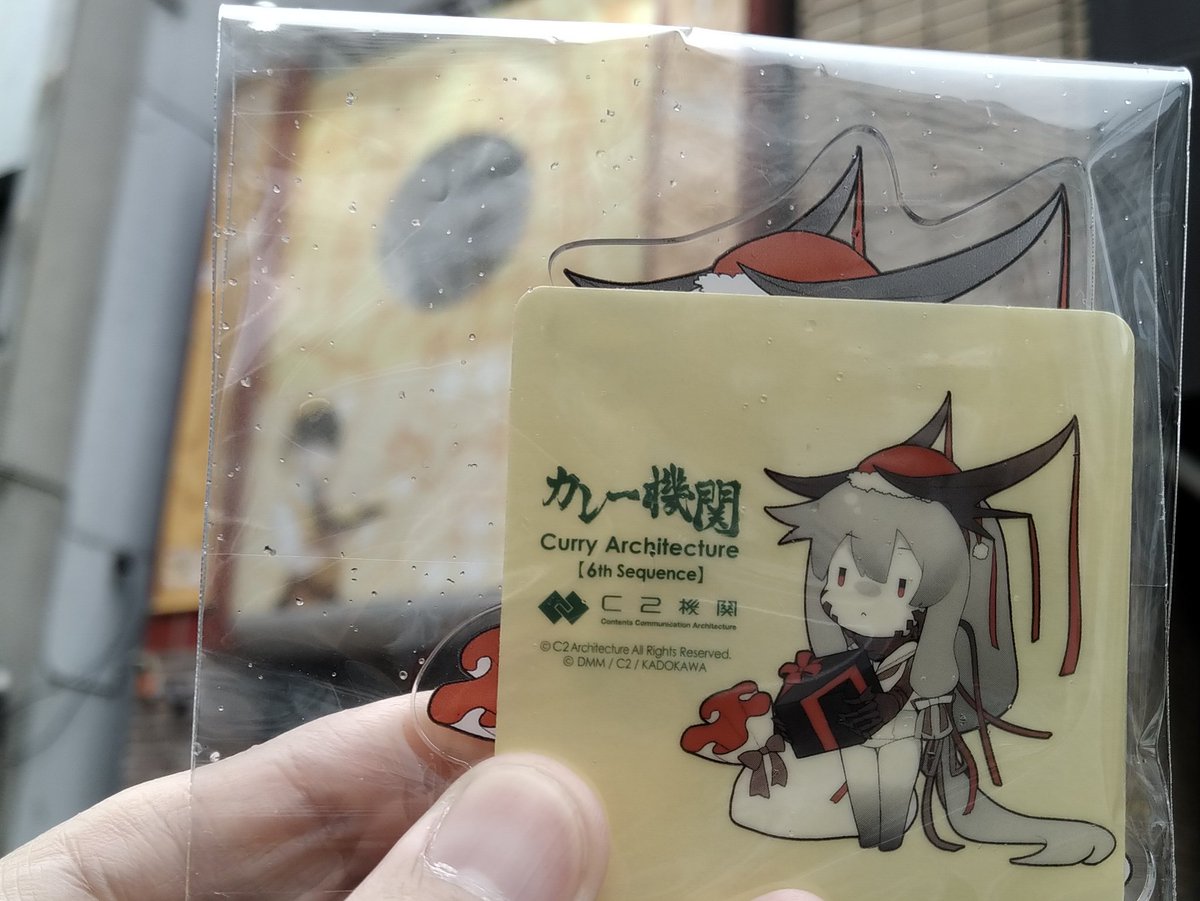 カレー機関
Curry Architecture
【6th Sequence】
C2機関
Contents Communication Architecture
©C2 Architecture All Rights Reserved.
© DMM / C2 / KADOKAWA